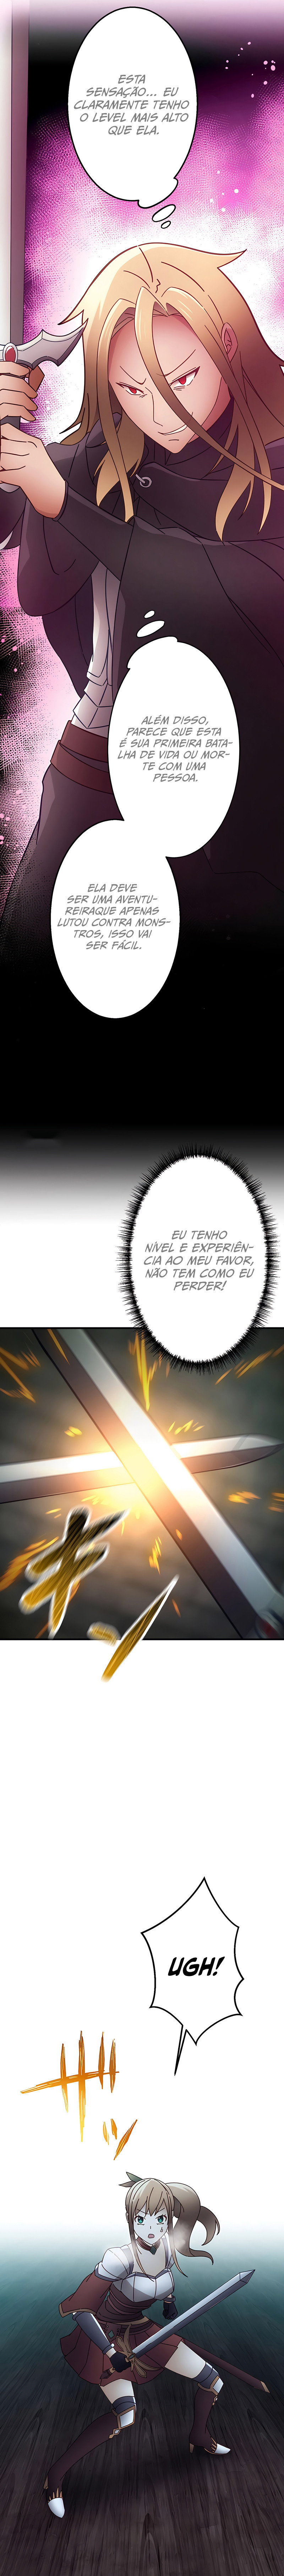 ESTA
SENSAÇÃO... EU
CLARAMENTE TENHO
O LEVEL MAIS ALTO
QUE ELA.
ALÉM DISSO,
PARECE QUE ESTA
É SUA PRIMEIRA BATA-
LHA DE VIDA OU MOR-
TE COM UMA
PESSOA.
ELA DEVE
SER UMA AVENTU-
REIRAQUE APENAS
LUTOU CONTRA MONS-
TROS, ISSO VAI
SER FÁCIL.
EU TENHO
NÍVEL E EXPERIÊN-
CIA AO MEU FAVOR,
NÃO TEM COMO EU
PERDER!
キン
UGH!